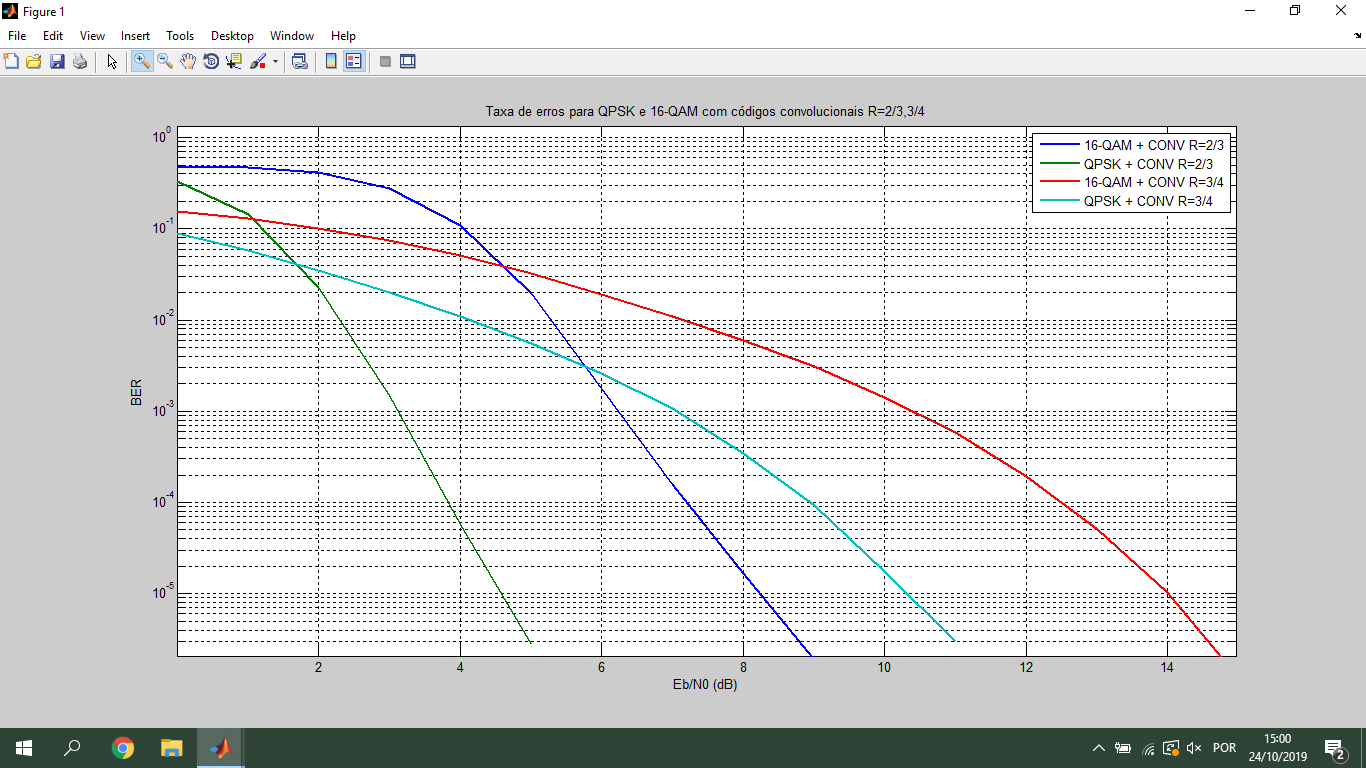 Figure 1
File Edit View Insert Tools Desktop Window Help
Taxa de erros para QPSK e 16-QAM com códigos convolucionais R=2/3,3/4
16-QAM + CONV R=2/3
QPSK + CONV R=2/3
16-QAM + CONV R=3/4
QPSK + CONV R=3/4
10^0
10^-1
10^-2
10^-3
10^-4
10^-5
BER
2 4 6 8 10 12 14
Eb/N0 (dB)
POR
15:00
24/10/2019
2